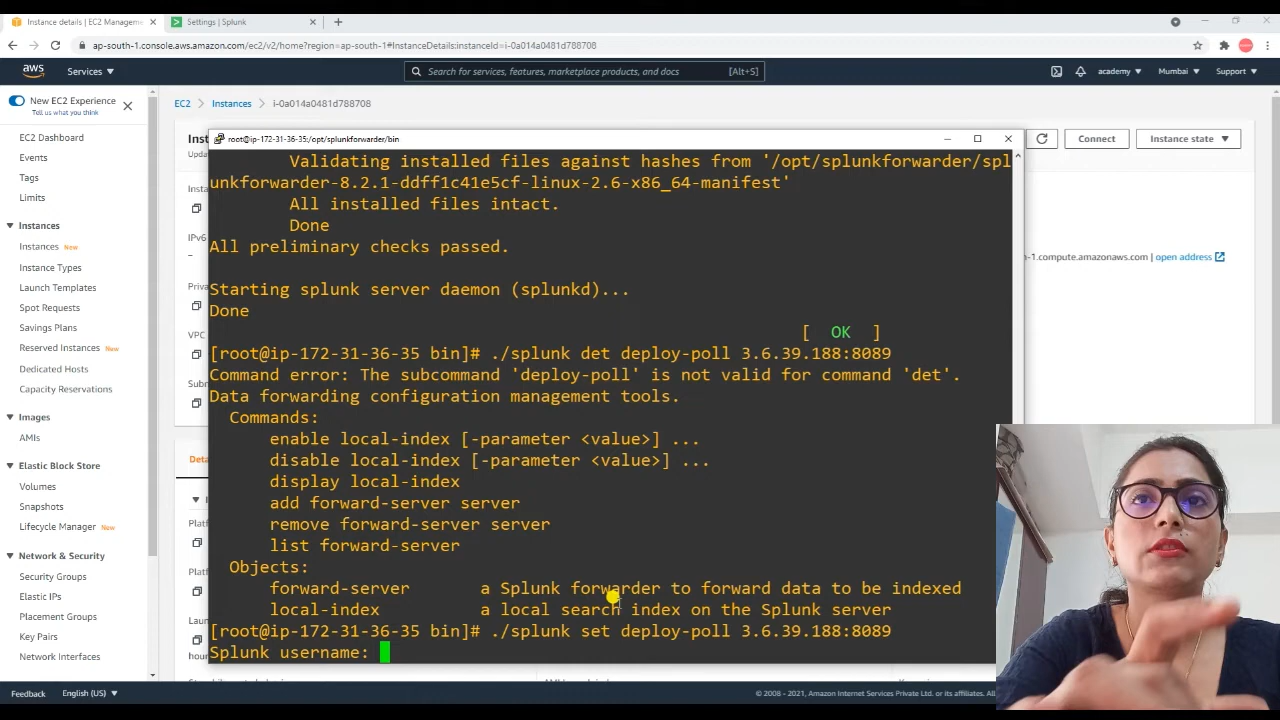 Instance details | EC2 Manageme
Settings | Splunk
ap-south-1.console.aws.amazon.com/ec2/v2/home?region=ap-south-1#InstanceDetails:instanceId=i-0a014a0481d788708
aws
Services
Search for services, features, marketplace products, and docs
[Alt+S]
academy
Mumbai
Support
New EC2 Experience
Tell us what you think
EC2 Dashboard
Events
Tags
Limits
Instances
Instances New
Instance Types
Launch Templates
Spot Requests
Savings Plans
Reserved Instances New
Dedicated Hosts
Capacity Reservations
Images
AMIs
Elastic Block Store
Volumes
Snapshots
Lifecycle Manager New
Network & Security
Security Groups
Elastic IPs
Placement Groups
Key Pairs
Network Interfaces
EC2 > Instances > i-0a014a0481d788708
Connect
Instance state
n-1.compute.amazonaws.com | open address
root@ip-172-31-36-35:/opt/splunkforwarder/bin
Validating installed files against hashes from '/opt/splunkforwarder/spl
unkforwarder-8.2.1-ddff1c41e5cf-linux-2.6-x86_64-manifest'
All installed files intact.
Done
All preliminary checks passed.
Starting splunk server daemon (splunkd)...
Done
[ OK ]
[root@ip-172-31-36-35 bin]# ./splunk det deploy-poll 3.6.39.188:8089
Command error: The subcommand 'deploy-poll' is not valid for command 'det'.
Data forwarding configuration management tools.
Commands:
enable local-index [-parameter <value>] ...
disable local-index [-parameter <value>] ...
display local-index
add forward-server server
remove forward-server server
list forward-server
Objects:
forward-server a Splunk forwarder to forward data to be indexed
local-index a local search index on the Splunk server
[root@ip-172-31-36-35 bin]# ./splunk set deploy-poll 3.6.39.188:8089
Splunk username:
Feedback
English (US)
© 2008 - 2021, Amazon Internet Services Private Ltd. or its affiliates.